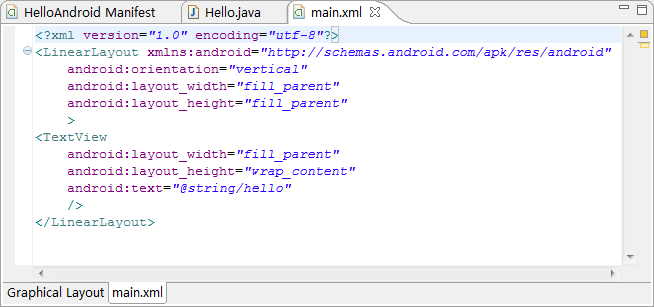 HelloAndroid Manifest Hello.java main.xml
<?xml version="1.0" encoding="utf-8"?>
<LinearLayout xmlns:android="http://schemas.android.com/apk/res/android"
    android:orientation="vertical"
    android:layout_width="fill_parent"
    android:layout_height="fill_parent"
    >
<TextView
    android:layout_width="fill_parent"
    android:layout_height="wrap_content"
    android:text="@string/hello"
    />
</LinearLayout>
Graphical Layout main.xml